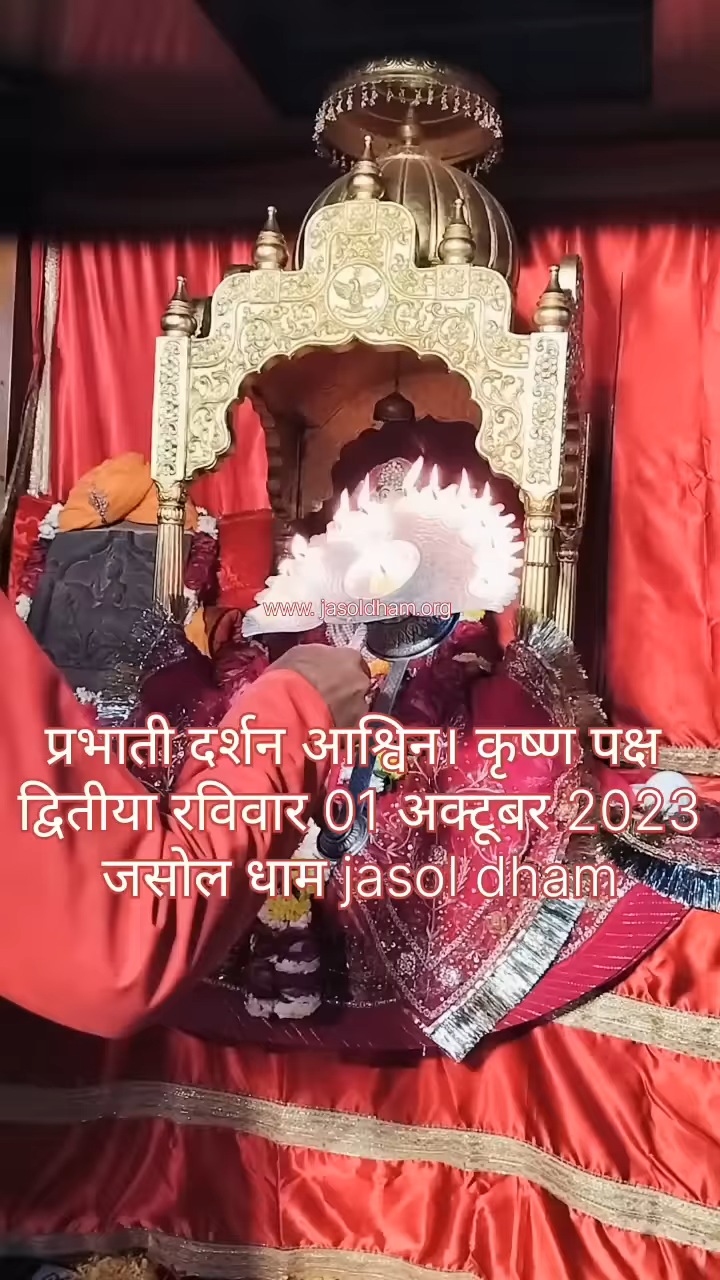 www. jasoldham.org
प्रभाती दर्शन आश्विन। कृष्ण पक्ष
द्वितीया रविवार 01 अक्टूबर 2023
जसोल धाम jasol dham